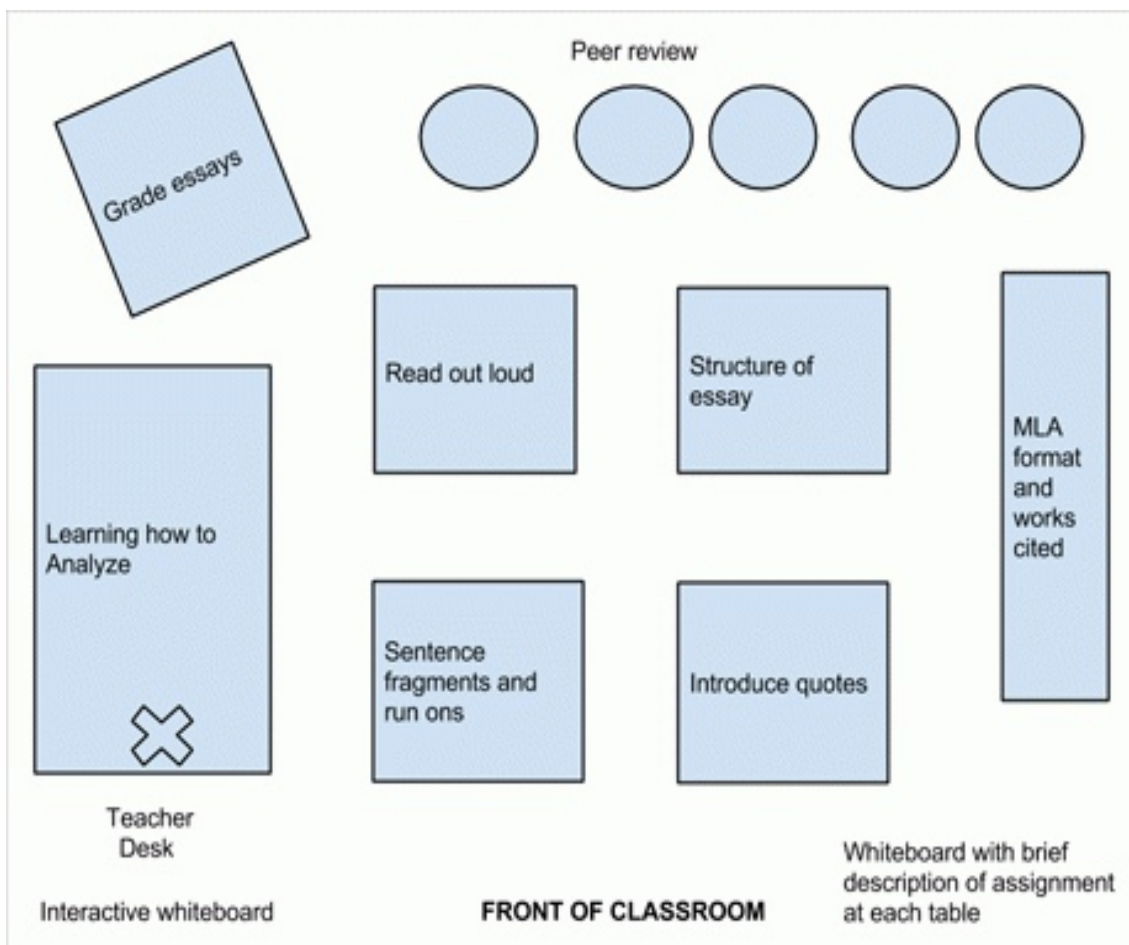 Peer review
Grade essays
Read out loud
Structure of
essay
MLA
format
and
works
cited
Learning how to
Analyze
Sentence
fragments and
run ons
Introduce quotes
Teacher
Desk
Interactive whiteboard
FRONT OF CLASSROOM
Whiteboard with brief
description of assignment
at each table